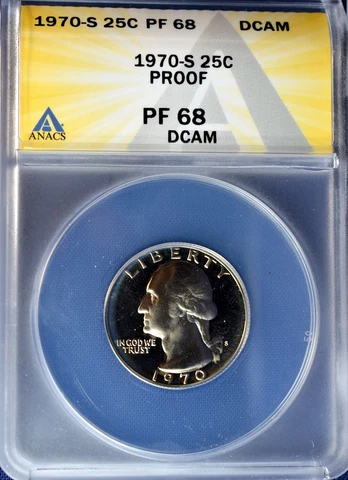 1970-S 25C PF 68 DCAM
1970-S 25C
PROOF
PF 68
DCAM
ANACS
LIBERTY
IN GOD WE
TRUST
S
1970